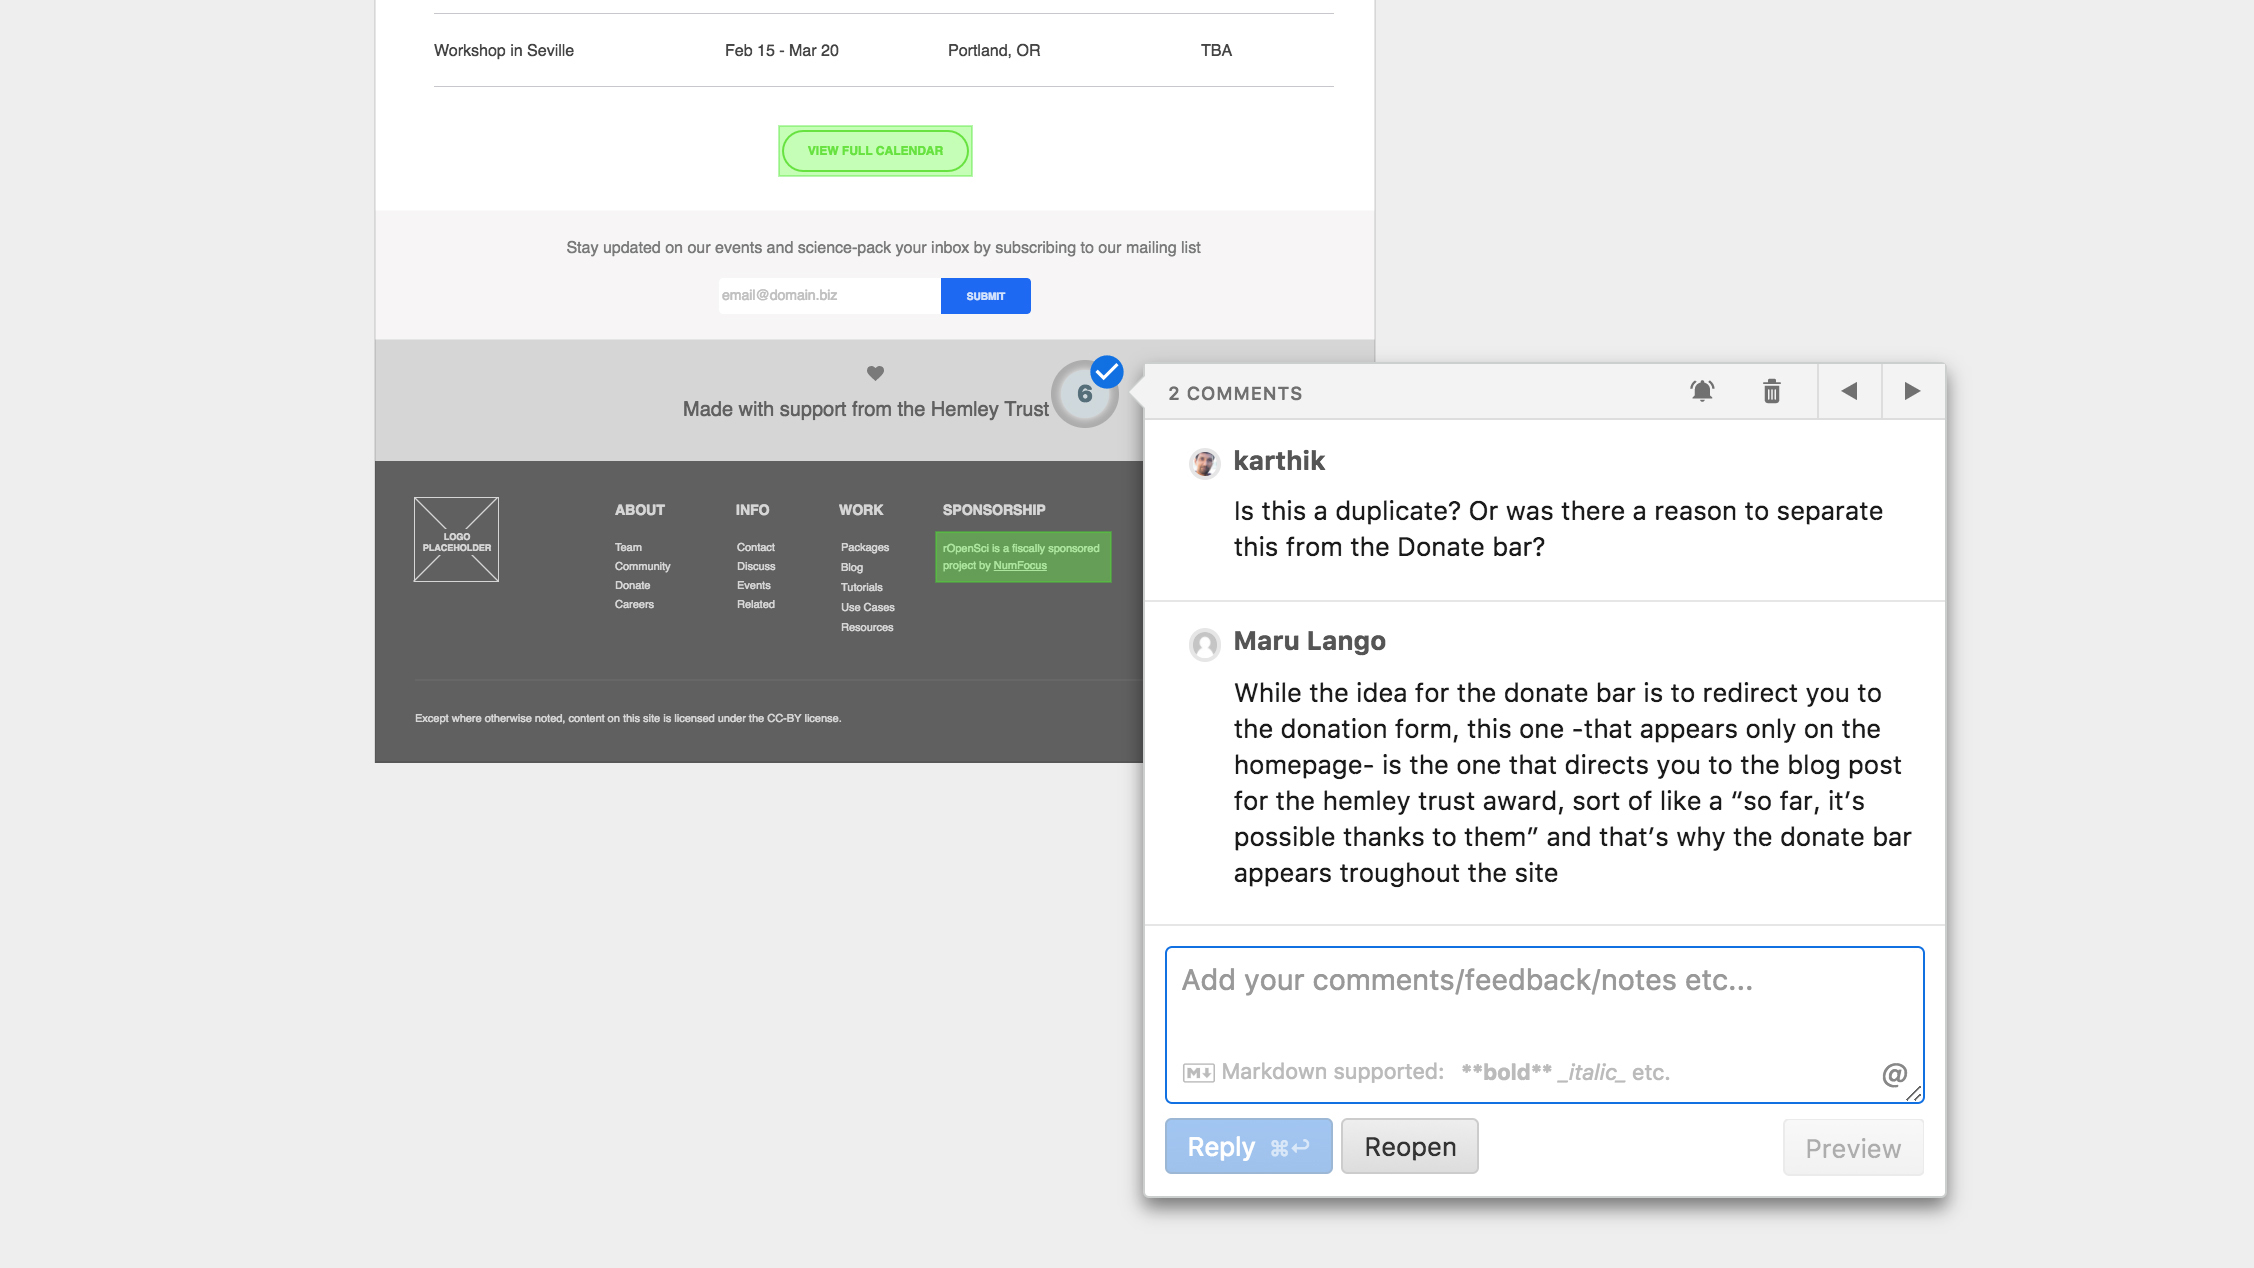 Workshop in Seville Feb 15 - Mar 20 Portland, OR TBA
VIEW FULL CALENDAR
Stay updated on our events and science-pack your inbox by subscribing to our mailing list
email@domain.biz SUBMIT
Made with support from the Hemley Trust
6
LOGO
PLACEHOLDER
ABOUT
Team
Community
Donate
Careers
INFO
Contact
Discuss
Events
Related
WORK
Packages
Blog
Tutorials
Use Cases
Resources
SPONSORSHIP
rOpenSci is a fiscally sponsored
project by NumFocus
Except where otherwise noted, content on this site is licensed under the CC-BY license.
2 COMMENTS
karthik
Is this a duplicate? Or was there a reason to separate
this from the Donate bar?
Maru Lango
While the idea for the donate bar is to redirect you to
the donation form, this one -that appears only on the
homepage- is the one that directs you to the blog post
for the hemley trust award, sort of like a “so far, it’s
possible thanks to them” and that’s why the donate bar
appears troughout the site
Add your comments/feedback/notes etc...
M Markdown supported: **bold** _italic_ etc. @
Reply ⌘↩ Reopen Preview